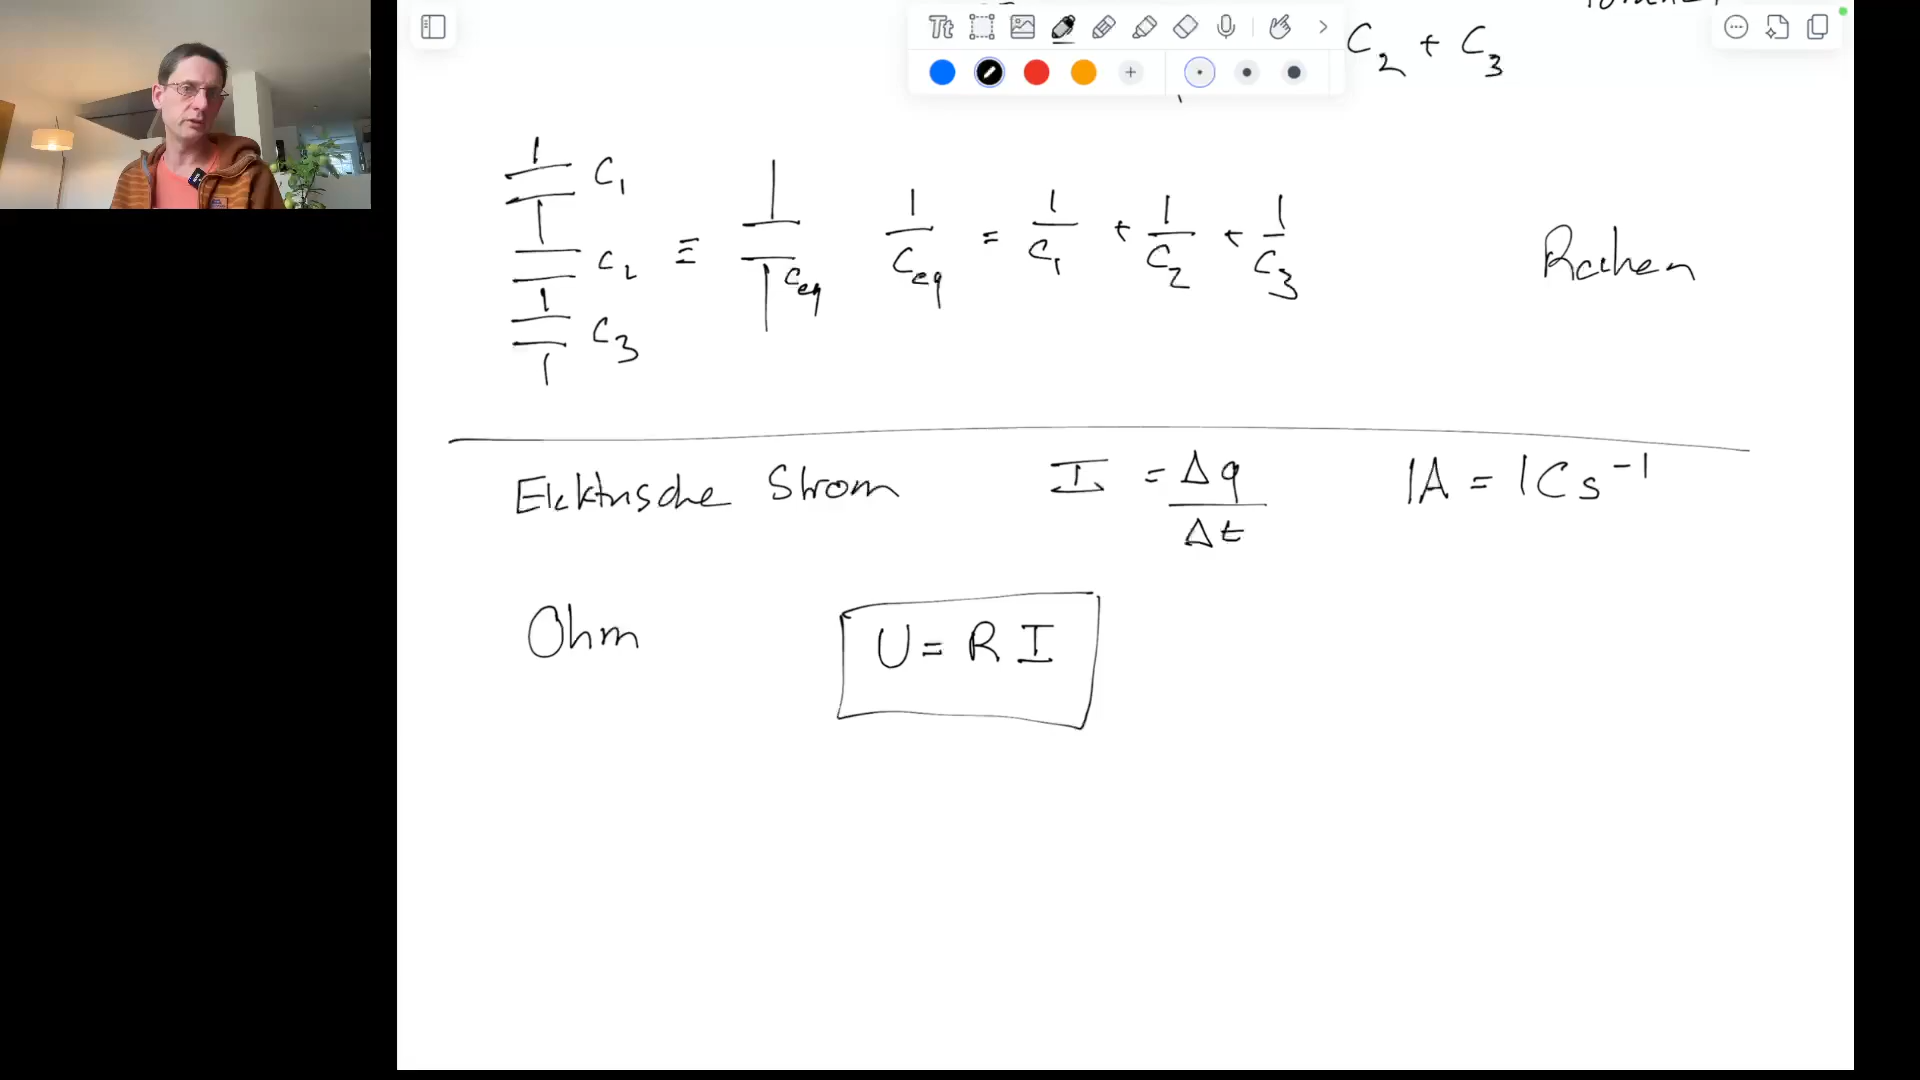 Tt
C₂ + C₃
C₁
C₂ ≡ C_eq 1/C_eq = 1/C₁ + 1/C₂ + 1/C₃
C₃
Elektrische Strom I = Δq/Δt 1A = 1Cs⁻¹
Ohm U = R I